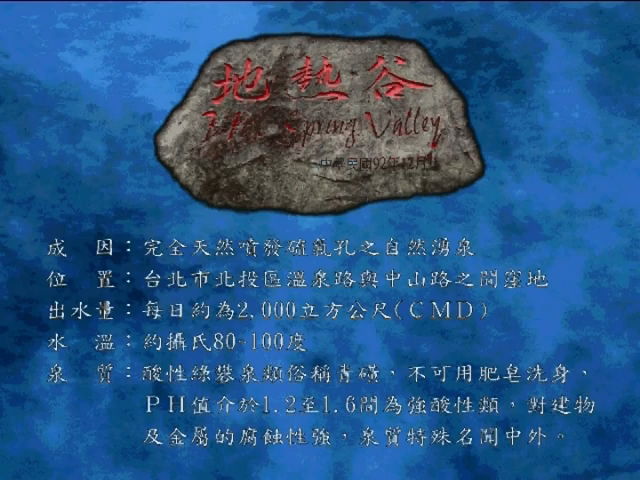 地熱谷
Hot Spring Valley
中華民國92年12月
成　因：完全天然噴發硫氣孔之自然湧泉
位　置：台北市北投區溫泉路與中山路之間窪地
出水量：每日約為2,000立方公尺(CMD)
水　溫：約攝氏80-100度
泉　質：酸性綠礬泉類俗稱青磺，不可用肥皂洗身，
PH值介於1.2至1.6間為強酸性類，對建物
及金屬的腐蝕性強，泉質特殊名聞中外。